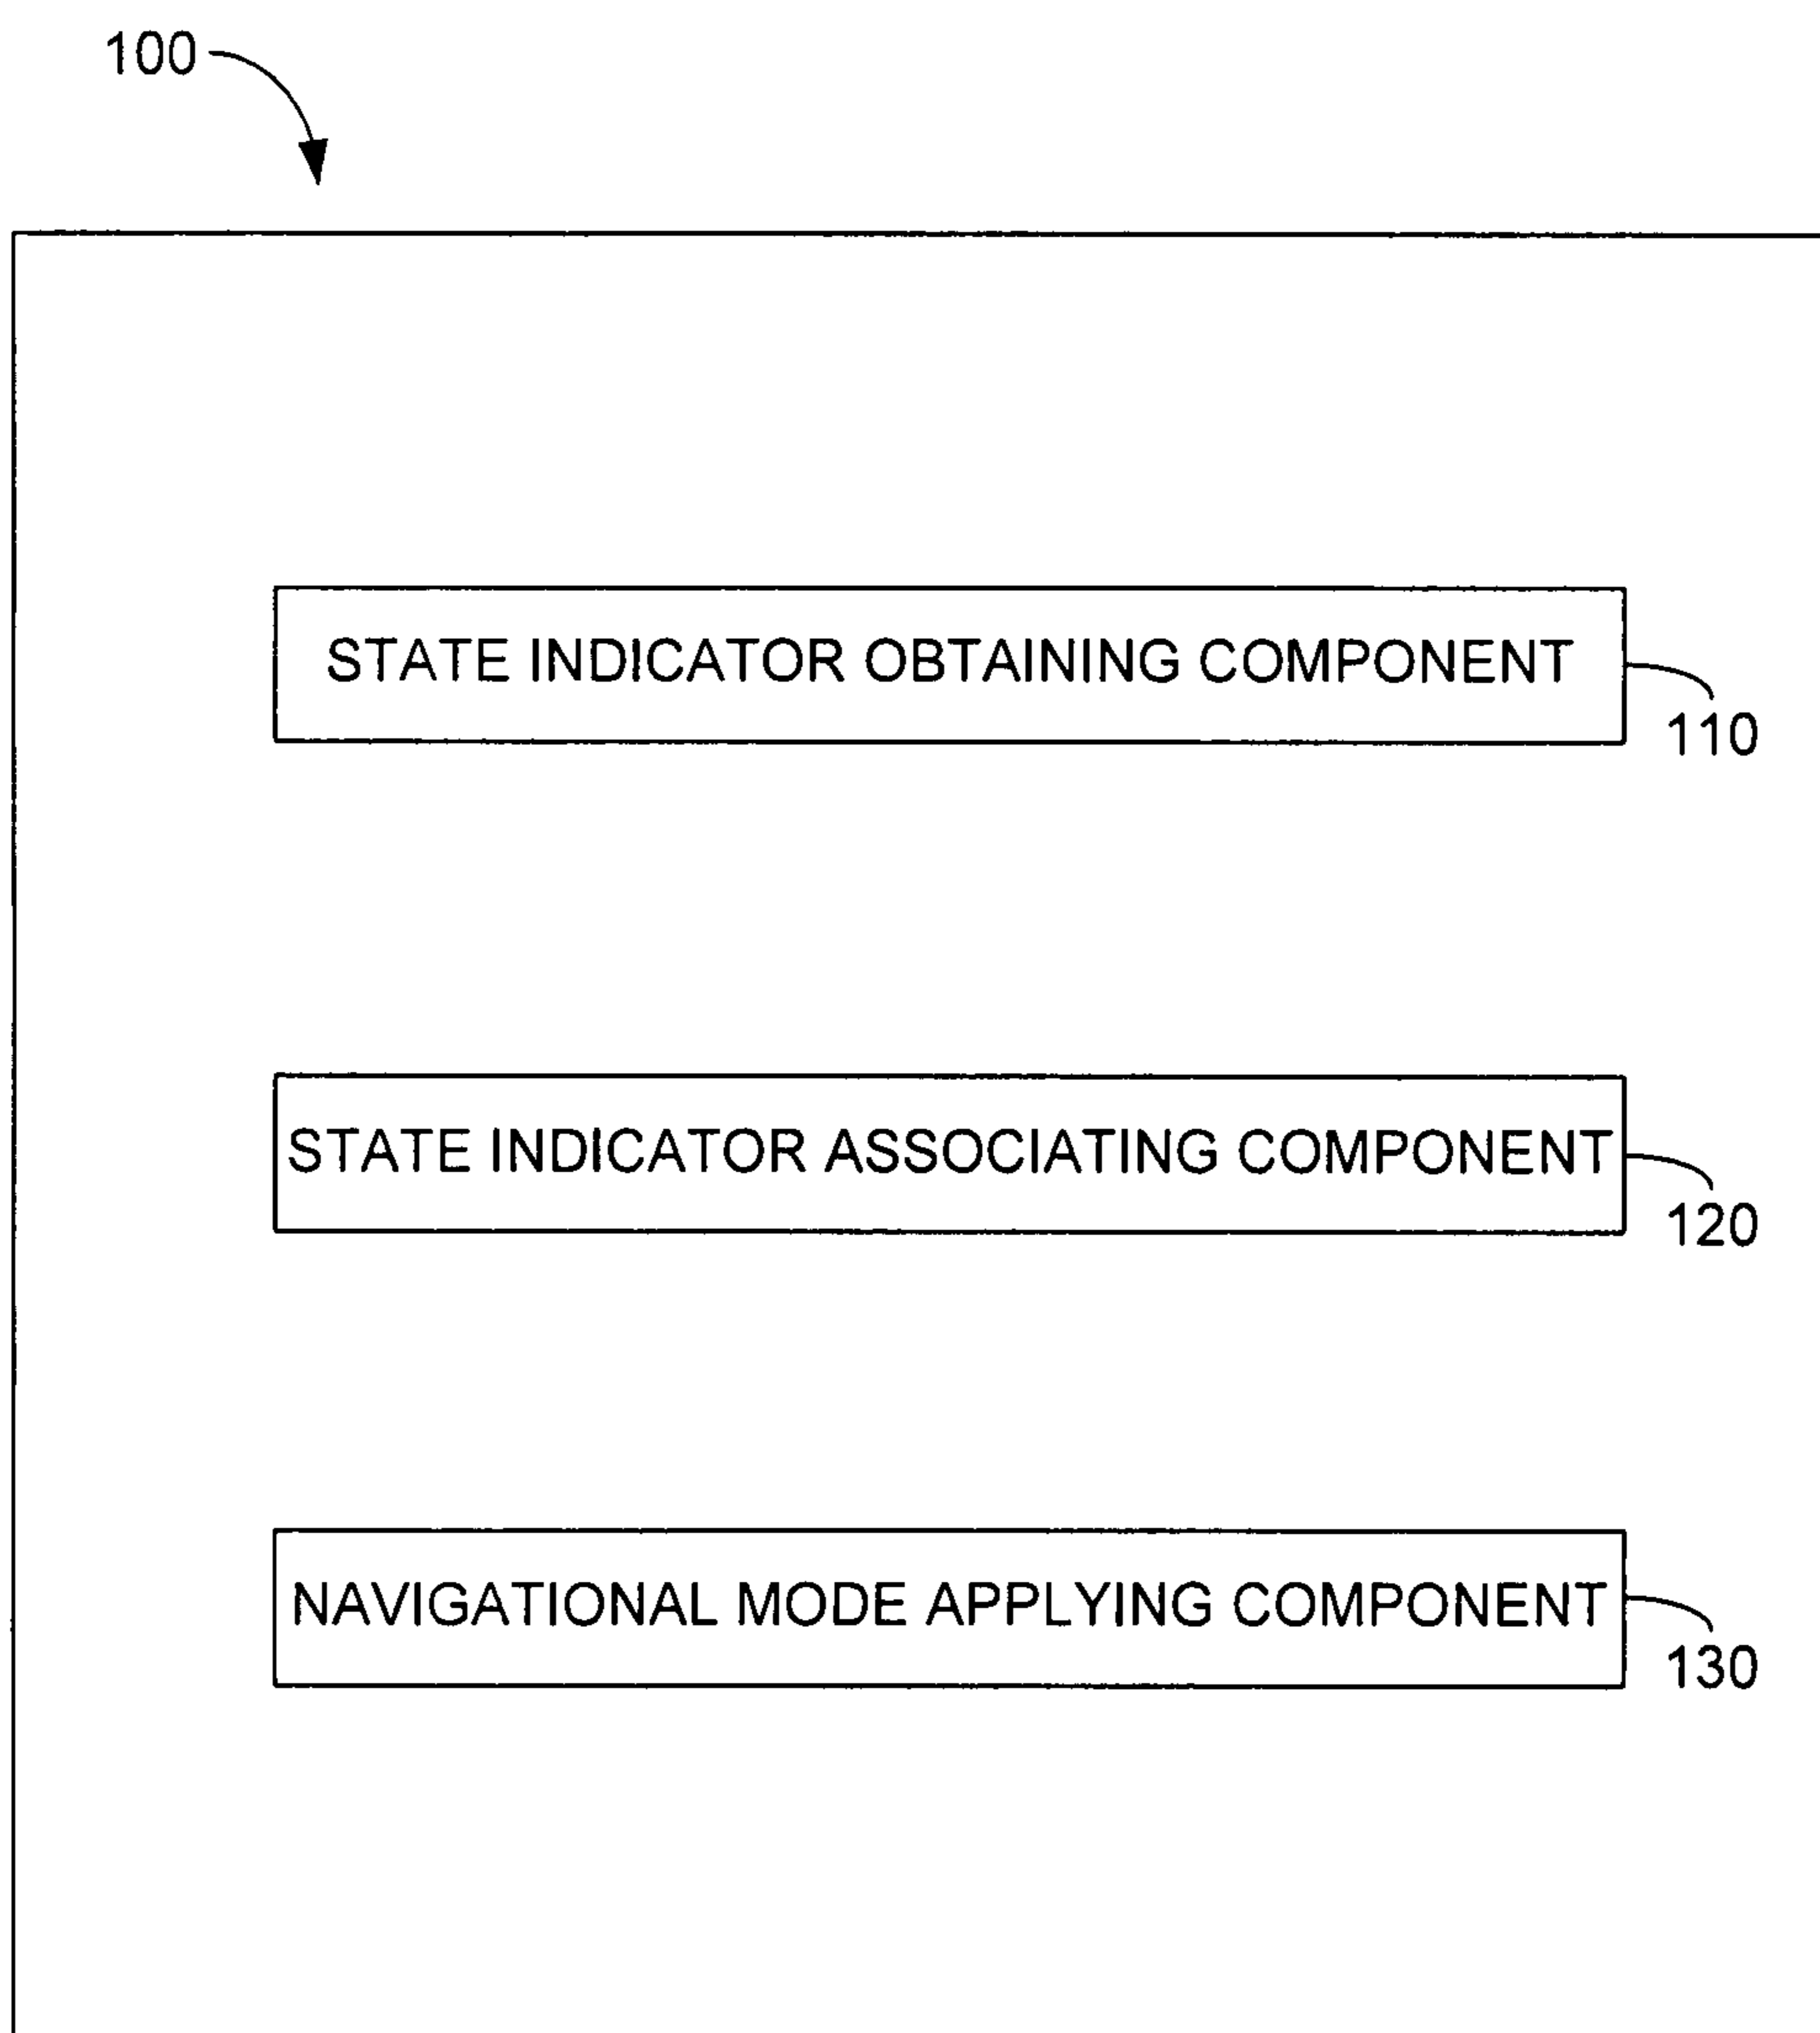 100
STATE INDICATOR OBTAINING COMPONENT
110
STATE INDICATOR ASSOCIATING COMPONENT
120
NAVIGATIONAL MODE APPLYING COMPONENT
130